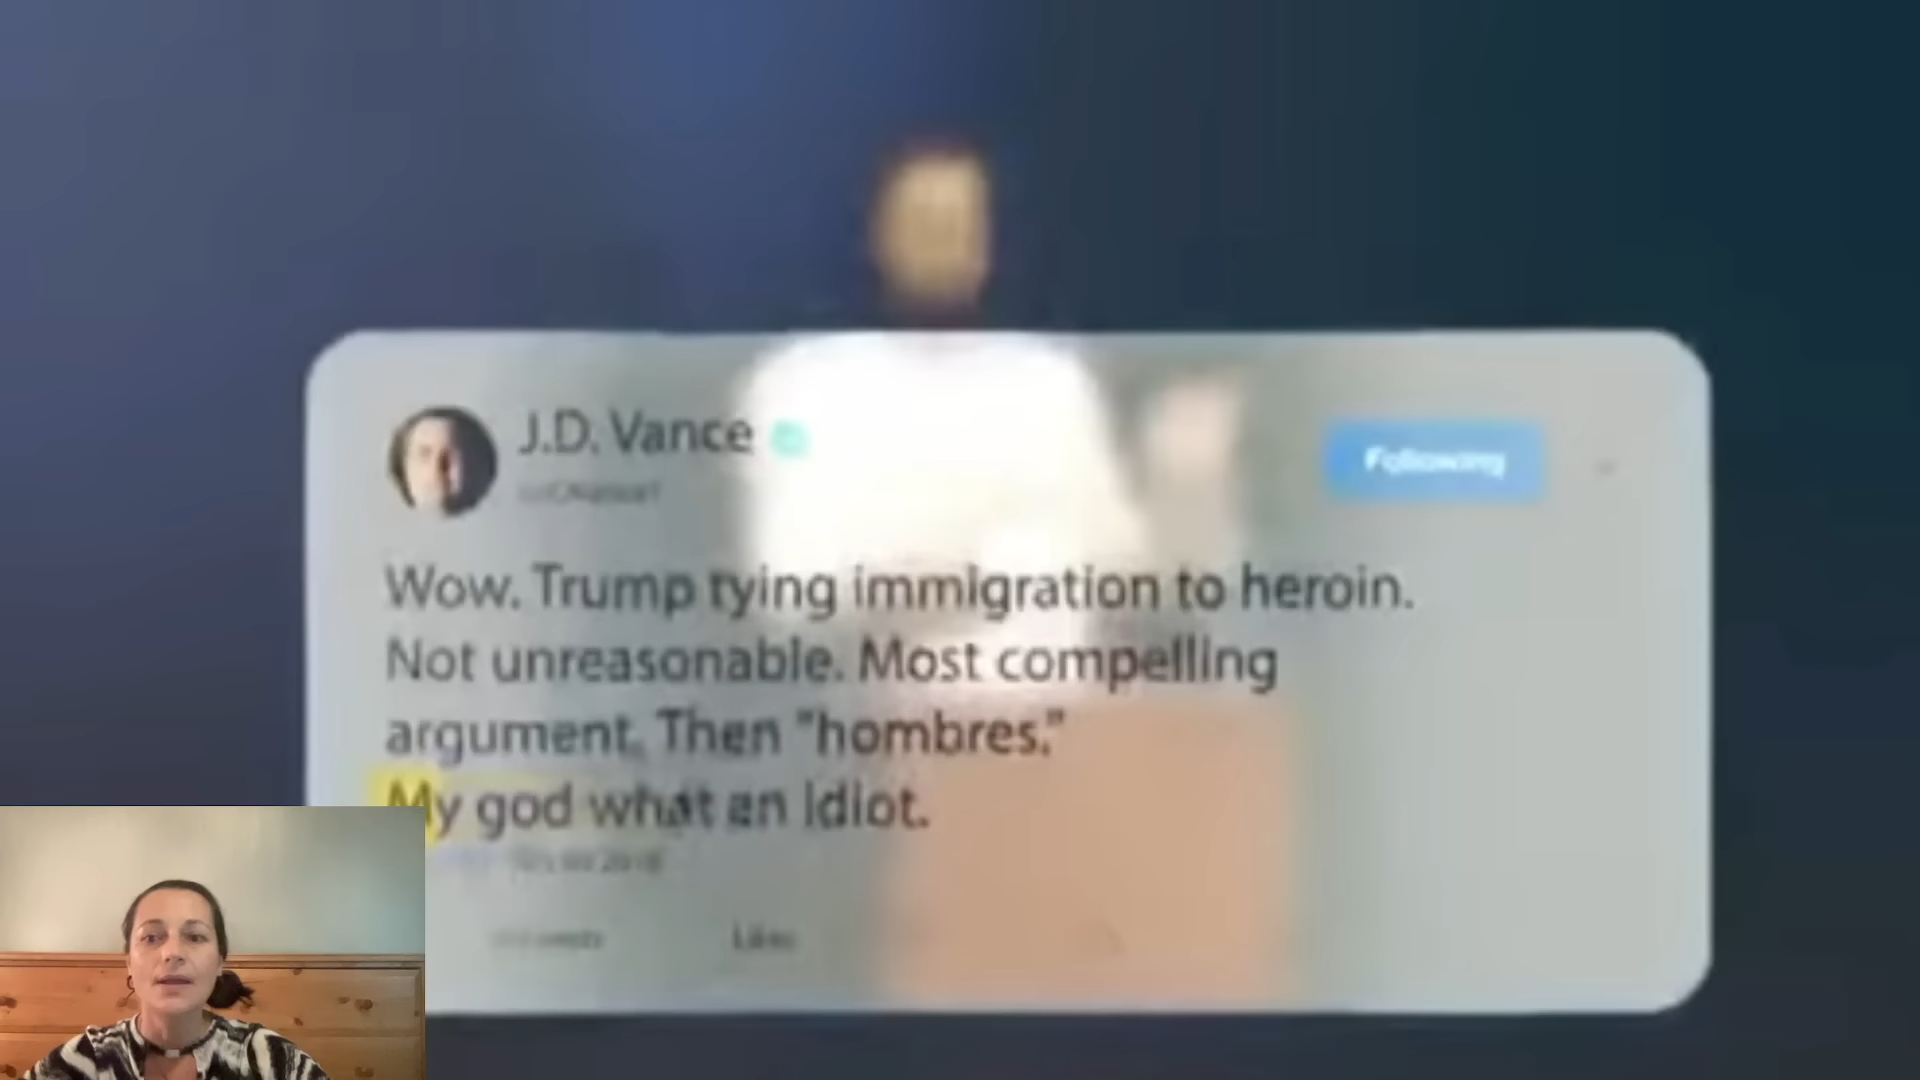 J.D. Vance
Following
Wow. Trump tying immigration to heroin.
Not unreasonable. Most compelling
argument. Then "hombres."
My god what an idiot.
Likes